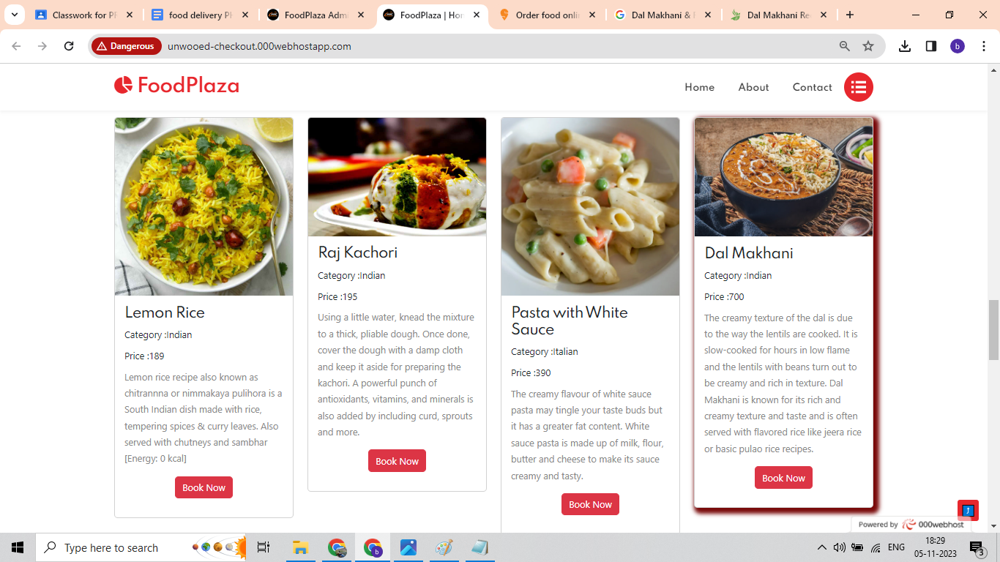 Classwork for PH
food delivery PH
FoodPlaza Admi
FoodPlaza | Hom
Order food onli
Dal Makhani &
Dal Makhani Re
Dangerous
unwooed-checkout.000webhostapp.com
b
FoodPlaza
Home
About
Contact
Lemon Rice
Category :Indian
Price :189
Lemon rice recipe also known as
chitrannna or nimmakaya pulihora is a
South Indian dish made with rice,
tempering spices & curry leaves. Also
served with chutneys and sambhar
[Energy: 0 kcal]
Book Now
Raj Kachori
Category :Indian
Price :195
Using a little water, knead the mixture
to a thick, pliable dough. Once done,
cover the dough with a damp cloth
and keep it aside for preparing the
kachori. A powerful punch of
antioxidants, vitamins, and minerals is
also added by including curd, sprouts
and more.
Book Now
Pasta with White
Sauce
Category :Italian
Price :390
The creamy flavour of white sauce
pasta may tingle your taste buds but
it has a greater fat content. White
sauce pasta is made up of milk, flour,
butter and cheese to make its sauce
creamy and tasty.
Book Now
Dal Makhani
Category :Indian
Price :700
The creamy texture of the dal is due
to the way the lentils are cooked. It is
slow-cooked for hours in low flame
and the lentils with beans turn out to
be creamy and rich in texture. Dal
Makhani is known for its rich and
creamy texture and taste and is often
served with flavored rice like jeera rice
or basic pulao rice recipes.
Book Now
Powered by 000webhost
Type here to search
b
ENG
18:29
05-11-2023
3